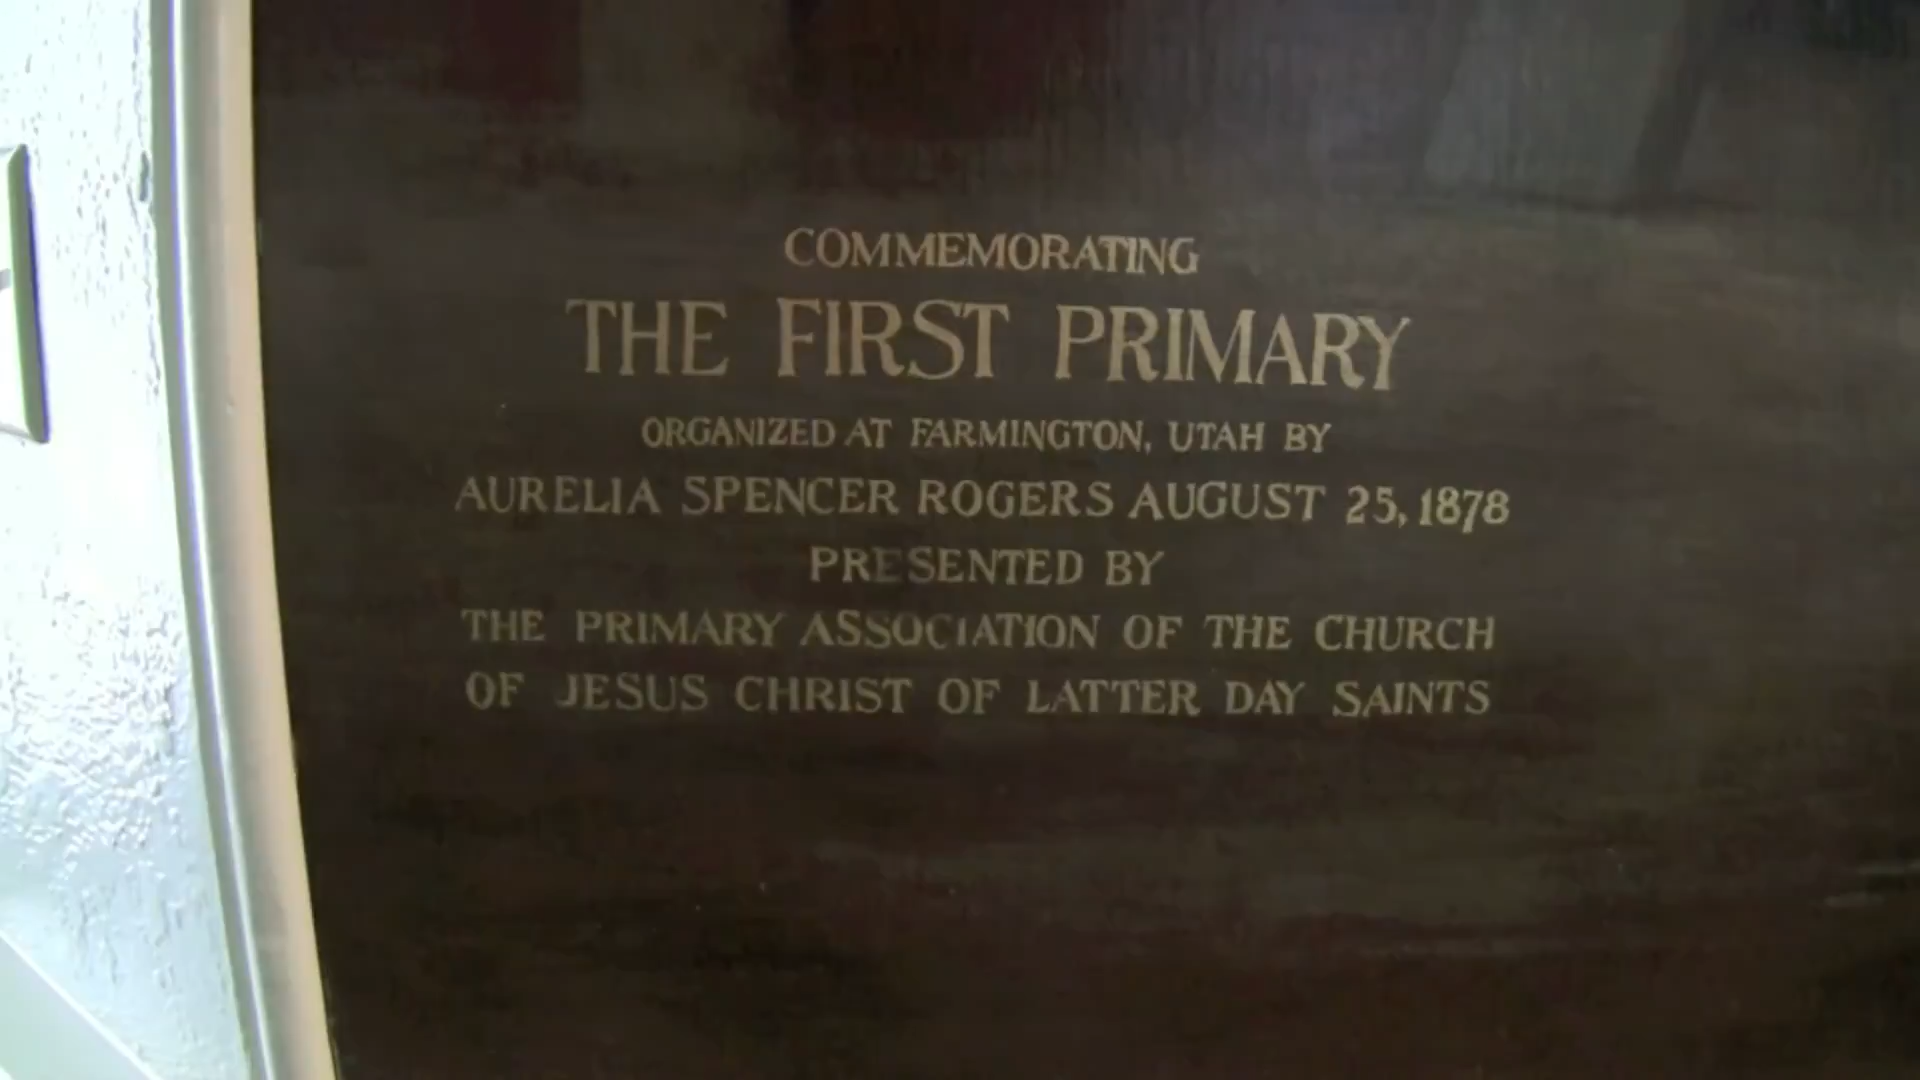 COMMEMORATING
THE FIRST PRIMARY
ORGANIZED AT FARMINGTON, UTAH BY
AURELIA SPENCER ROGERS AUGUST 25, 1878
PRESENTED BY
THE PRIMARY ASSOCIATION OF THE CHURCH
OF JESUS CHRIST OF LATTER DAY SAINTS